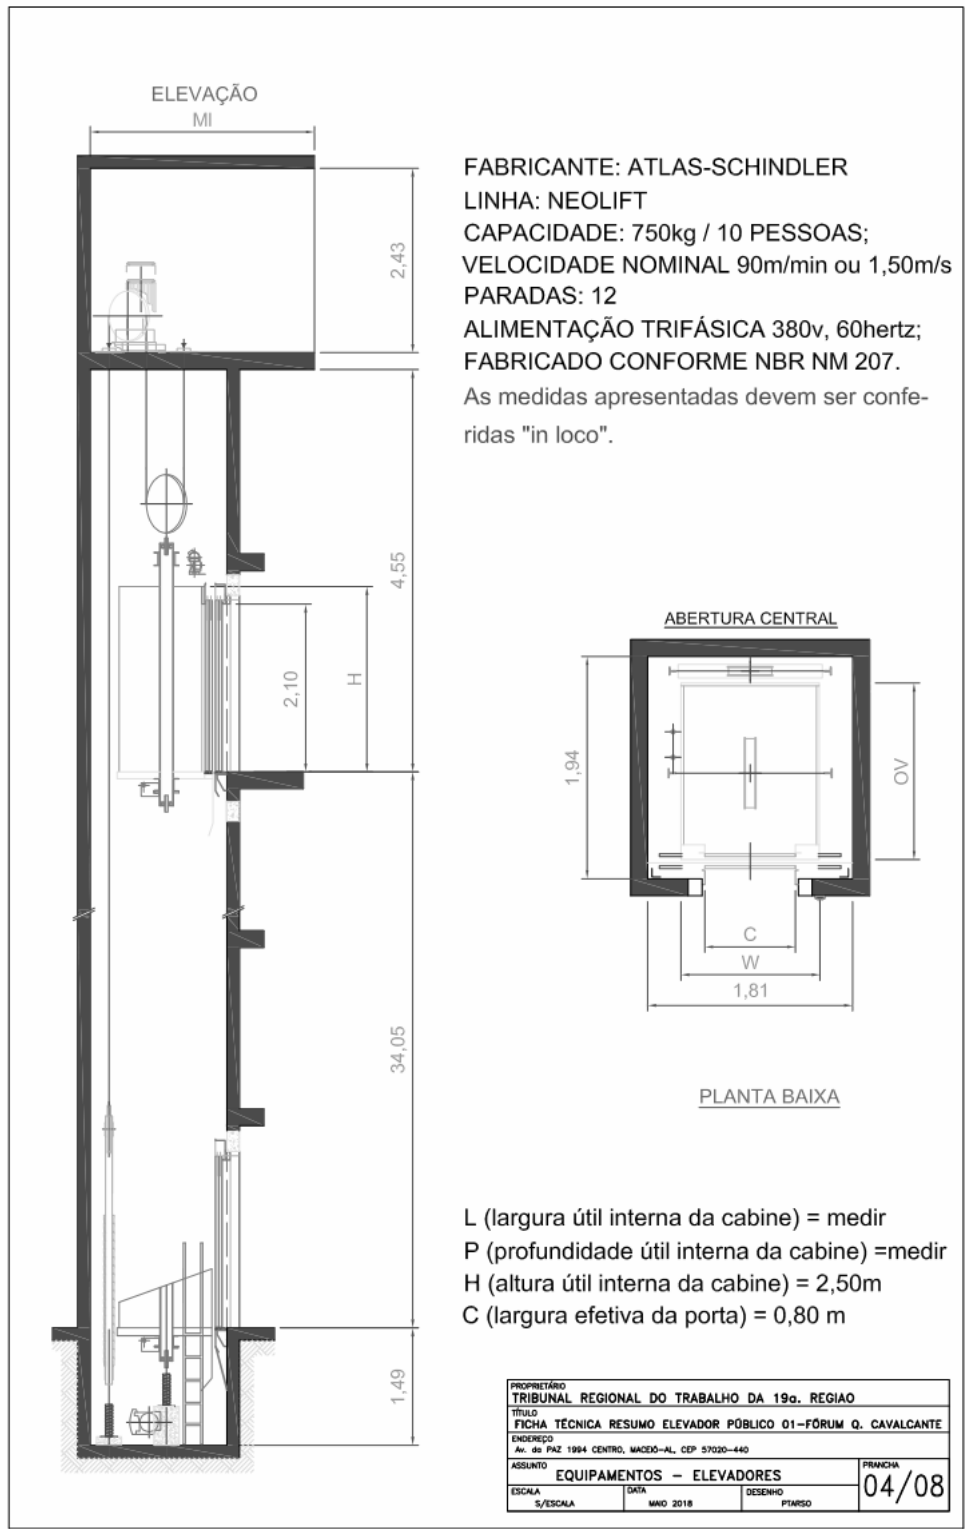 ELEVAÇÃO
MI
2,43
4,55
2,10
H
34,05
1,49
FABRICANTE: ATLAS-SCHINDLER
LINHA: NEOLIFT
CAPACIDADE: 750kg / 10 PESSOAS;
VELOCIDADE NOMINAL 90m/min ou 1,50m/s
PARADAS: 12
ALIMENTAÇÃO TRIFÁSICA 380v, 60hertz;
FABRICADO CONFORME NBR NM 207.
As medidas apresentadas devem ser confe-
ridas "in loco".
ABERTURA CENTRAL
1,94
OV
C
W
1,81
PLANTA BAIXA
L (largura útil interna da cabine) = medir
P (profundidade útil interna da cabine) =medir
H (altura útil interna da cabine) = 2,50m
C (largura efetiva da porta) = 0,80 m
PROPRIETÁRIO
TRIBUNAL REGIONAL DO TRABALHO DA 19a. REGIAO
TÍTULO
FICHA TÉCNICA RESUMO ELEVADOR PÚBLICO 01-FÓRUM Q. CAVALCANTE
ENDEREÇO
Av. da PAZ 1994 CENTRO, MACEIÓ-AL, CEP 57020-440
ASSUNTO
EQUIPAMENTOS - ELEVADORES
PRANCHA
04/08
ESCALA
S/ESCALA
DATA
MAIO 2018
DESENHO
PTARSO